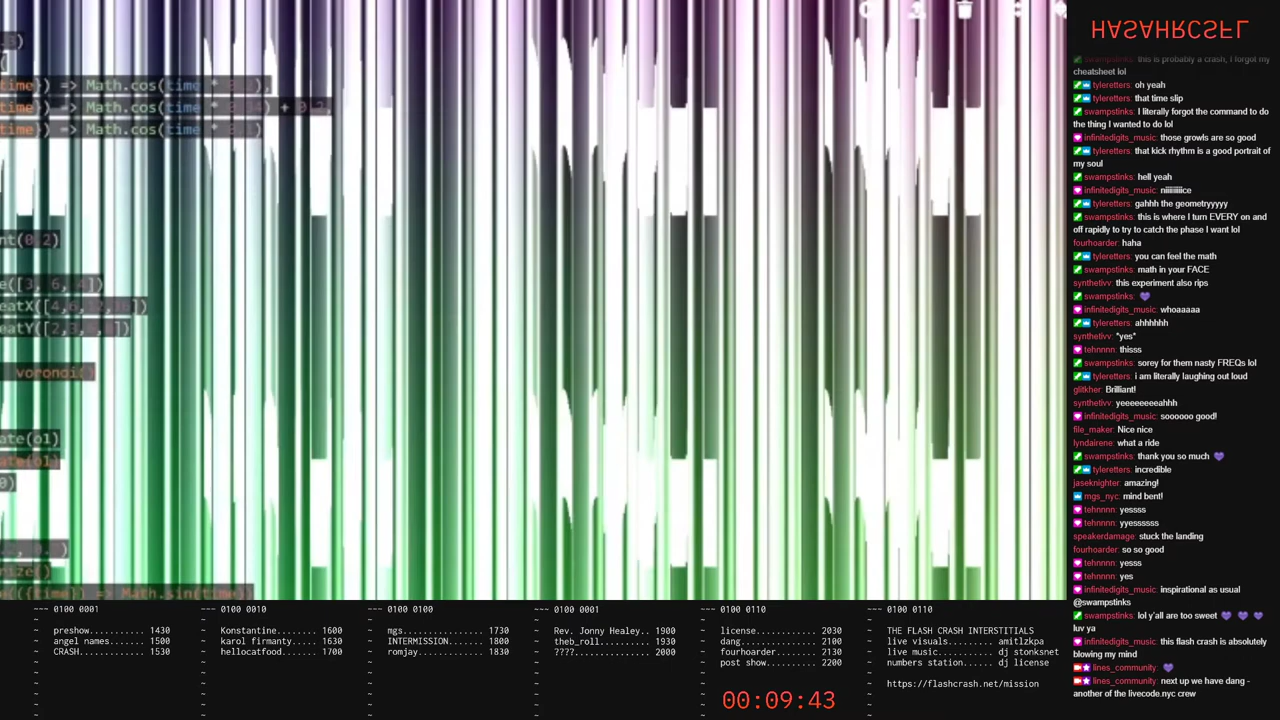 time}) => Math.cos(time *
time}) => Math.cos(time *
time}) => Math.cos(time *
voronoi()
=> Math.sin(time)
HASAHRCSFL
swampstinks: this is probably a crash, I forgot my
cheatsheet lol
tyleretters: oh yeah
tyleretters: that time slip
swampstinks: I literally forgot the command to do
the thing I wanted to do lol
infinitedigits_music: those growls are so good
tyleretters: that kick rhythm is a good portrait of
my soul
swampstinks: hell yeah
infinitedigits_music: niiiiiiiiice
tyleretters: gahhh the geometryyyyy
swampstinks: this is where I turn EVERY on and
off rapidly to try to catch the phase I want lol
fourhoarder: haha
tyleretters: you can feel the math
swampstinks: math in your FACE
synthetivv: this experiment also rips
swampstinks: 💜
infinitedigits_music: whoaaaaa
tyleretters: ahhhhhh
synthetivv: *yes*
tehnnnn: thisss
swampstinks: sorey for them nasty FREQs lol
tyleretters: i am literally laughing out loud
glitkher: Brilliant!
synthetivv: yeeeeeeeahhh
infinitedigits_music: soooooo good!
file_maker: Nice nice
lyndairene: what a ride
swampstinks: thank you so much 💜
tyleretters: incredible
jaseknighter: amazing!
mgs_nyc: mind bent!
tehnnnn: yessss
tehnnnn: yyessssss
speakerdamage: stuck the landing
fourhoarder: so so good
tehnnnn: yesss
tehnnnn: yes
infinitedigits_music: inspirational as usual
@swampstinks
swampstinks: lol y'all are too sweet 💜 💜 💜
luv ya
infinitedigits_music: this flash crash is absolutely
blowing my mind
lines_community: 💜
lines_community: next up we have dang -
another of the livecode.nyc crew
~~~ 0100 0001
preshow.......... 1430
angel names...... 1500
CRASH............ 1530
~~~ 0100 0010
Konstantine....... 1600
karol firmanty.... 1630
hellocatfood...... 1700
~~~ 0100 0100
mgs.............. 1730
INTERMISSION..... 1800
romjay........... 1830
~~~ 0100 0001
Rev. Jonny Healey.. 1900
theb_roll.......... 1930
????............... 2000
~~~ 0100 0110
license.......... 2030
dang............. 2100
fourhoarder...... 2130
post show........ 2200
00:09:43
~~~ 0100 0110
THE FLASH CRASH INTERSTITIALS
live visuals..... amitlzkpa
live music....... dj stonksnet
numbers station.. dj license
https://flashcrash.net/mission